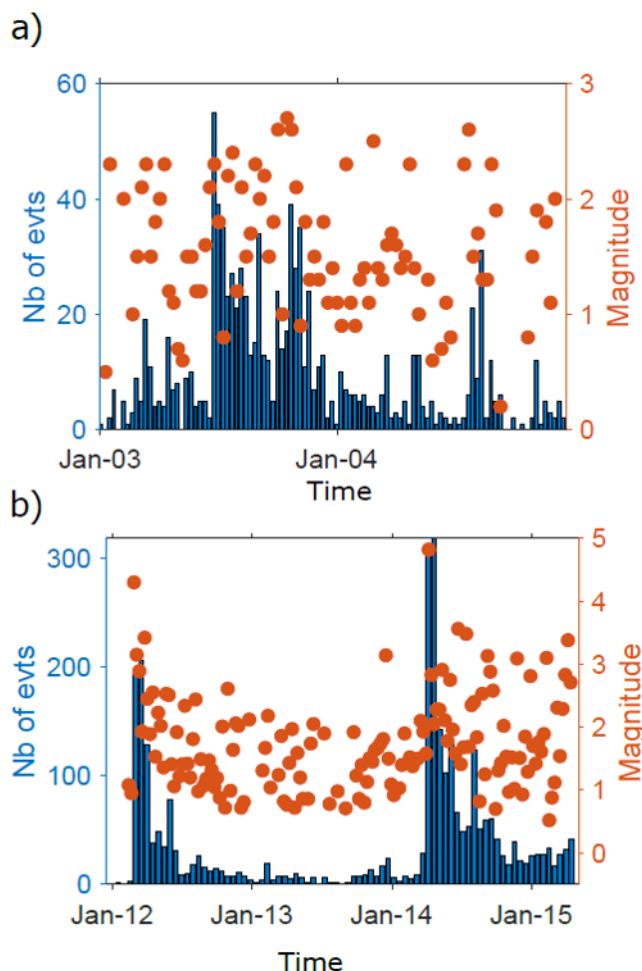 a)
60
3
40
2
20
1
0
0
Nb of evts
Magnitude
Jan-03
Jan-04
Time
b)
300
5
4
200
3
2
100
1
0
0
Nb of evts
Magnitude
Jan-12
Jan-13
Jan-14
Jan-15
Time